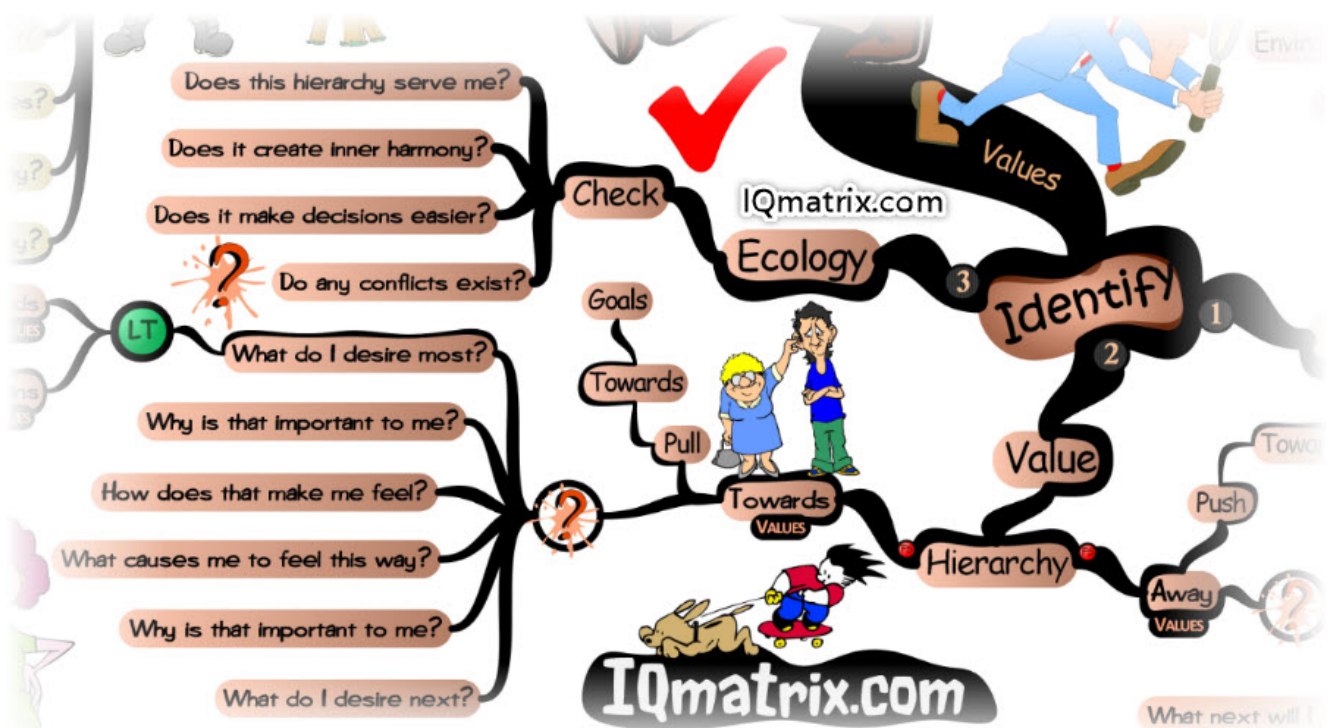 Does this hierarchy serve me?
Does it create inner harmony?
Does it make decisions easier?
Do any conflicts exist?
Check
Ecology
IQmatrix.com
Values
3
Identify
1
2
Value
Hierarchy
Goals
Towards
Pull
Towards
VALUES
LT
What do I desire most?
Why is that important to me?
How does that make me feel?
What causes me to feel this way?
Why is that important to me?
What do I desire next?
?
?
Push
Away
VALUES
?
What next will I
IQmatrix.com